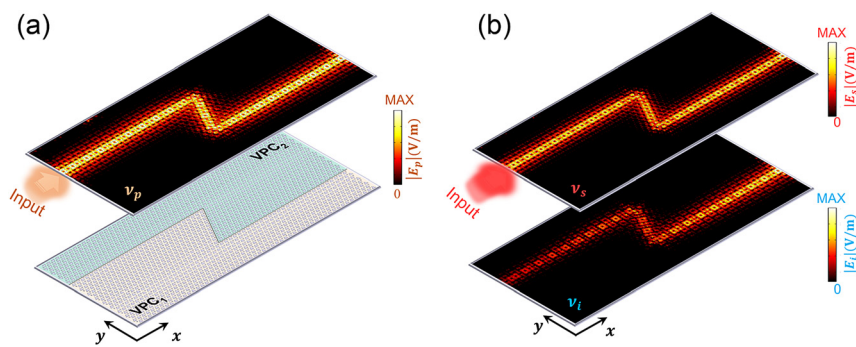 (a)
MAX
|E_p|(V/m)
0
ν_p
Input
VPC₂
VPC₁
y
x
(b)
MAX
|E_s|(V/m)
0
ν_s
Input
MAX
|E_i|(V/m)
0
ν_i
y
x